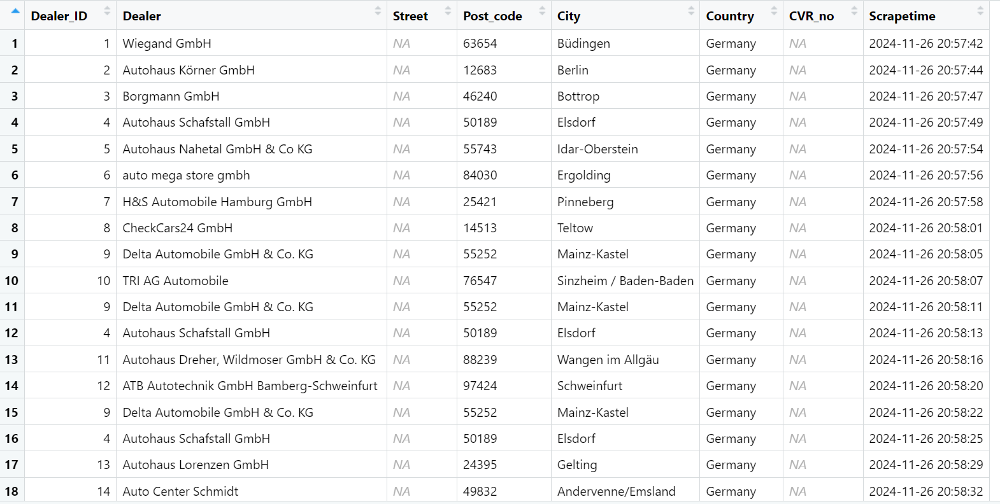 Dealer_ID Dealer Street Post_code City Country CVR_no Scrapetime
1 1 Wiegand GmbH NA 63654 Büdingen Germany NA 2024-11-26 20:57:42
2 2 Autohaus Körner GmbH NA 12683 Berlin Germany NA 2024-11-26 20:57:44
3 3 Borgmann GmbH NA 46240 Bottrop Germany NA 2024-11-26 20:57:47
4 4 Autohaus Schafstall GmbH NA 50189 Elsdorf Germany NA 2024-11-26 20:57:49
5 5 Autohaus Nahetal GmbH & Co KG NA 55743 Idar-Oberstein Germany NA 2024-11-26 20:57:54
6 6 auto mega store gmbh NA 84030 Ergolding Germany NA 2024-11-26 20:57:56
7 7 H&S Automobile Hamburg GmbH NA 25421 Pinneberg Germany NA 2024-11-26 20:57:58
8 8 CheckCars24 GmbH NA 14513 Teltow Germany NA 2024-11-26 20:58:01
9 9 Delta Automobile GmbH & Co. KG NA 55252 Mainz-Kastel Germany NA 2024-11-26 20:58:05
10 10 TRI AG Automobile NA 76547 Sinzheim / Baden-Baden Germany NA 2024-11-26 20:58:07
11 9 Delta Automobile GmbH & Co. KG NA 55252 Mainz-Kastel Germany NA 2024-11-26 20:58:11
12 4 Autohaus Schafstall GmbH NA 50189 Elsdorf Germany NA 2024-11-26 20:58:13
13 11 Autohaus Dreher, Wildmoser GmbH & Co. KG NA 88239 Wangen im Allgäu Germany NA 2024-11-26 20:58:16
14 12 ATB Autotechnik GmbH Bamberg-Schweinfurt NA 97424 Schweinfurt Germany NA 2024-11-26 20:58:20
15 9 Delta Automobile GmbH & Co. KG NA 55252 Mainz-Kastel Germany NA 2024-11-26 20:58:22
16 4 Autohaus Schafstall GmbH NA 50189 Elsdorf Germany NA 2024-11-26 20:58:25
17 13 Autohaus Lorenzen GmbH NA 24395 Gelting Germany NA 2024-11-26 20:58:29
18 14 Auto Center Schmidt NA 49832 Andervenne/Emsland Germany NA 2024-11-26 20:58:32